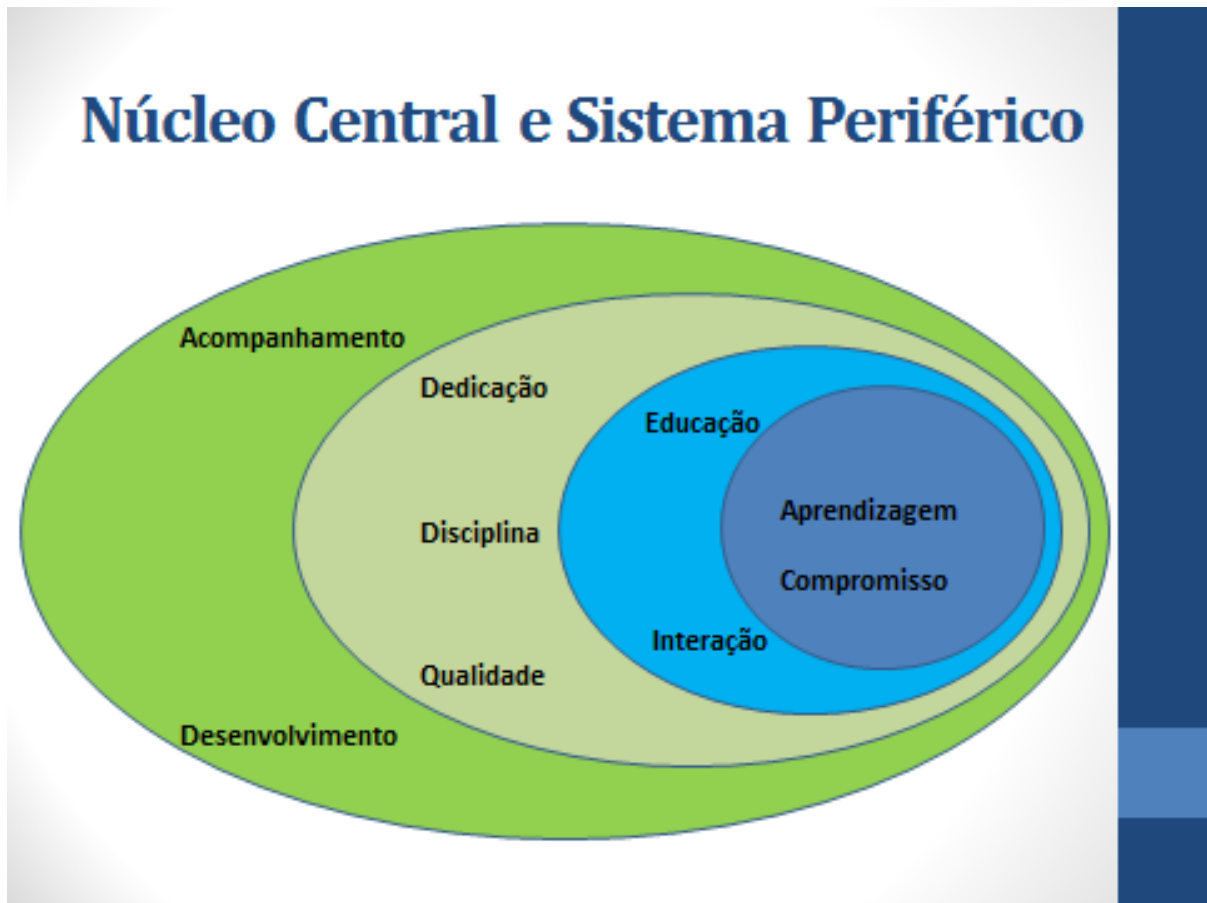 Núcleo Central e Sistema Periférico
Acompanhamento
Dedicação
Educação
Aprendizagem
Disciplina
Compromisso
Interação
Qualidade
Desenvolvimento